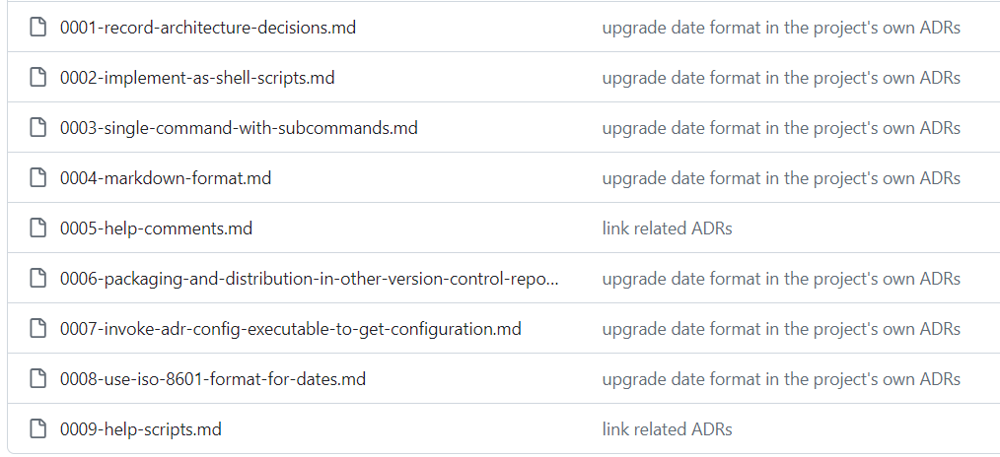 0001-record-architecture-decisions.md upgrade date format in the project's own ADRs
0002-implement-as-shell-scripts.md upgrade date format in the project's own ADRs
0003-single-command-with-subcommands.md upgrade date format in the project's own ADRs
0004-markdown-format.md upgrade date format in the project's own ADRs
0005-help-comments.md link related ADRs
0006-packaging-and-distribution-in-other-version-control-repo... upgrade date format in the project's own ADRs
0007-invoke-adr-config-executable-to-get-configuration.md upgrade date format in the project's own ADRs
0008-use-iso-8601-format-for-dates.md upgrade date format in the project's own ADRs
0009-help-scripts.md link related ADRs